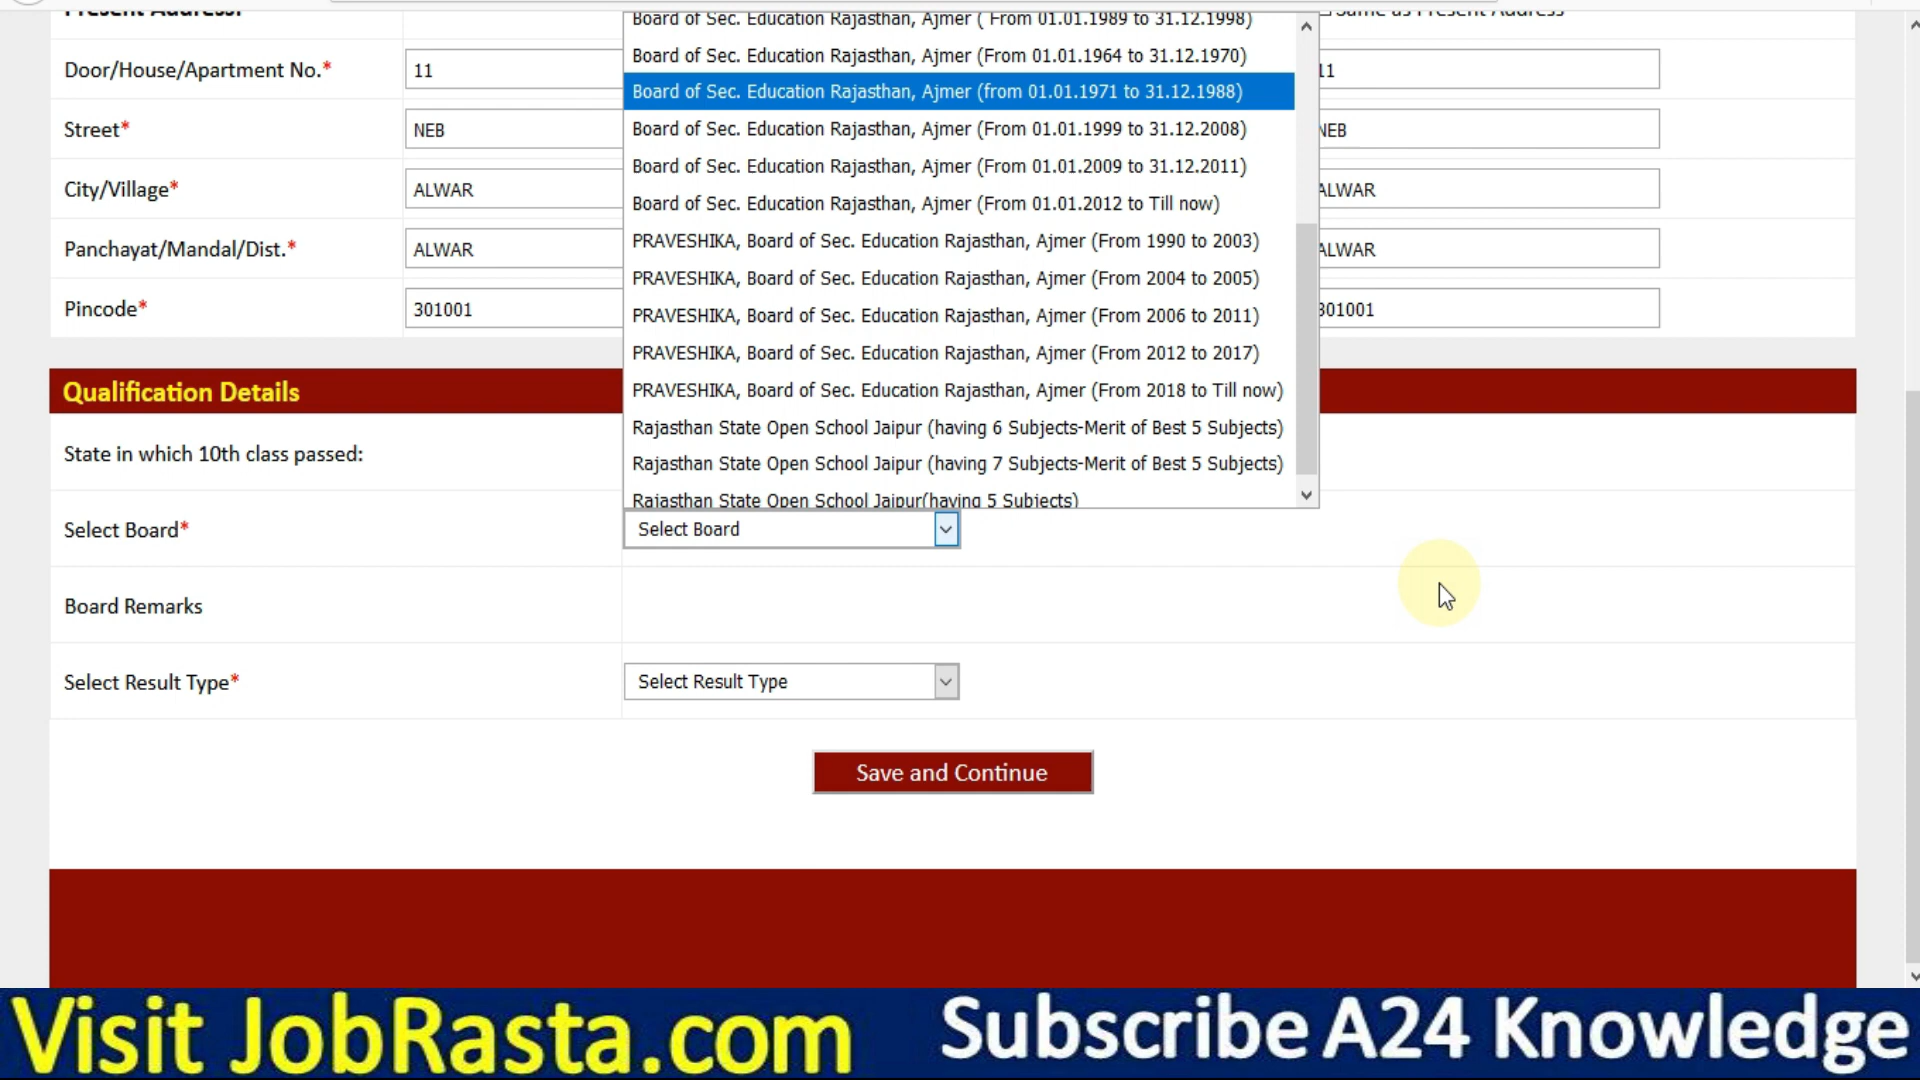 Present Address:
Same as Present Address
Door/House/Apartment No.*
11
11
Street*
NEB
NEB
City/Village*
ALWAR
ALWAR
Panchayat/Mandal/Dist.*
ALWAR
ALWAR
Pincode*
301001
301001
Board of Sec. Education Rajasthan, Ajmer ( From 01.01.1989 to 31.12.1998)
Board of Sec. Education Rajasthan, Ajmer (From 01.01.1964 to 31.12.1970)
Board of Sec. Education Rajasthan, Ajmer (from 01.01.1971 to 31.12.1988)
Board of Sec. Education Rajasthan, Ajmer (From 01.01.1999 to 31.12.2008)
Board of Sec. Education Rajasthan, Ajmer (From 01.01.2009 to 31.12.2011)
Board of Sec. Education Rajasthan, Ajmer (From 01.01.2012 to Till now)
PRAVESHIKA, Board of Sec. Education Rajasthan, Ajmer (From 1990 to 2003)
PRAVESHIKA, Board of Sec. Education Rajasthan, Ajmer (From 2004 to 2005)
PRAVESHIKA, Board of Sec. Education Rajasthan, Ajmer (From 2006 to 2011)
PRAVESHIKA, Board of Sec. Education Rajasthan, Ajmer (From 2012 to 2017)
PRAVESHIKA, Board of Sec. Education Rajasthan, Ajmer (From 2018 to Till now)
Rajasthan State Open School Jaipur (having 6 Subjects-Merit of Best 5 Subjects)
Rajasthan State Open School Jaipur (having 7 Subjects-Merit of Best 5 Subjects)
Rajasthan State Open School Jaipur(having 5 Subjects)
Qualification Details
State in which 10th class passed:
Select Board*
Select Board
Board Remarks
Select Result Type*
Select Result Type
Save and Continue
Visit JobRasta.com
Subscribe A24 Knowledge